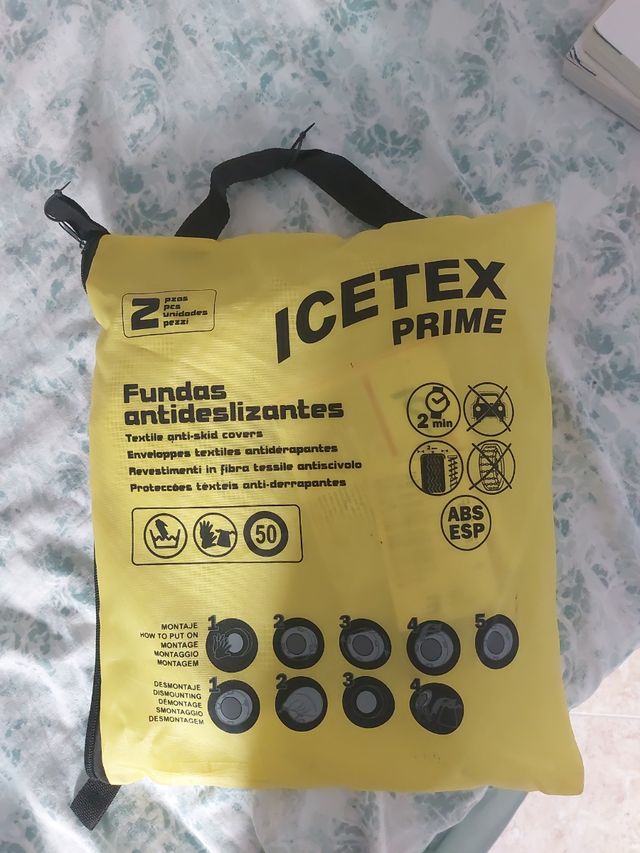 2
pzas
pcs
unidades
pezzi
ICETEX
PRIME
Fundas
antideslizantes
Textile anti-skid covers
Enveloppes textiles antidérapantes
Revestimenti in fibra tessile antiscivolo
Protecções têxteis anti-derrapantes
2 min
ABS
ESP
50
MONTAJE
HOW TO PUT ON
MONTAGE
MONTAGGIO
MONTAGEM
1 2 3 4 5
DESMONTAJE
DISMOUNTING
DÉMONTAGE
SMONTAGGIO
DESMONTAGEM
1 2 3 4